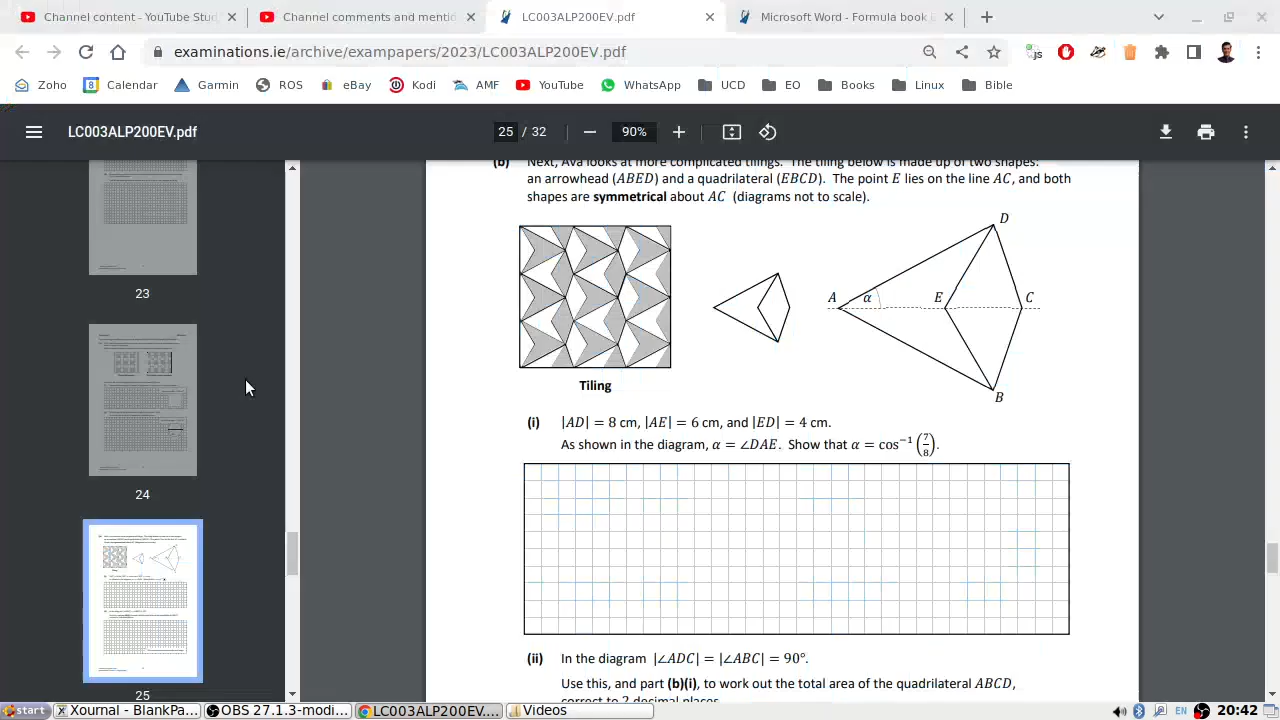 Channel content - YouTube Stu
Channel comments and menti
LC003ALP200EV.pdf
Microsoft Word - Formula book
examinations.ie/archive/exampapers/2023/LC003ALP200EV.pdf
Zoho Calendar Garmin ROS eBay Kodi AMF YouTube WhatsApp UCD EO Books Linux Bible
LC003ALP200EV.pdf 25 / 32 90%
(b) Next, Ava looks at more complicated tilings. The tiling below is made up of two shapes:
an arrowhead (ABED) and a quadrilateral (EBCD). The point E lies on the line AC, and both
shapes are symmetrical about AC (diagrams not to scale).
D
A α E C
B
Tiling
(i) |AD| = 8 cm, |AE| = 6 cm, and |ED| = 4 cm.
As shown in the diagram, α = ∠DAE. Show that α = cos⁻¹ (7/8).
(ii) In the diagram |∠ADC| = |∠ABC| = 90°.
Use this, and part (b)(i), to work out the total area of the quadrilateral ABCD,
correct to 2 decimal places.
23
24
25
start Xournal - BlankPa... OBS 27.1.3-modi... LC003ALP200EV.... Videos EN 20:42